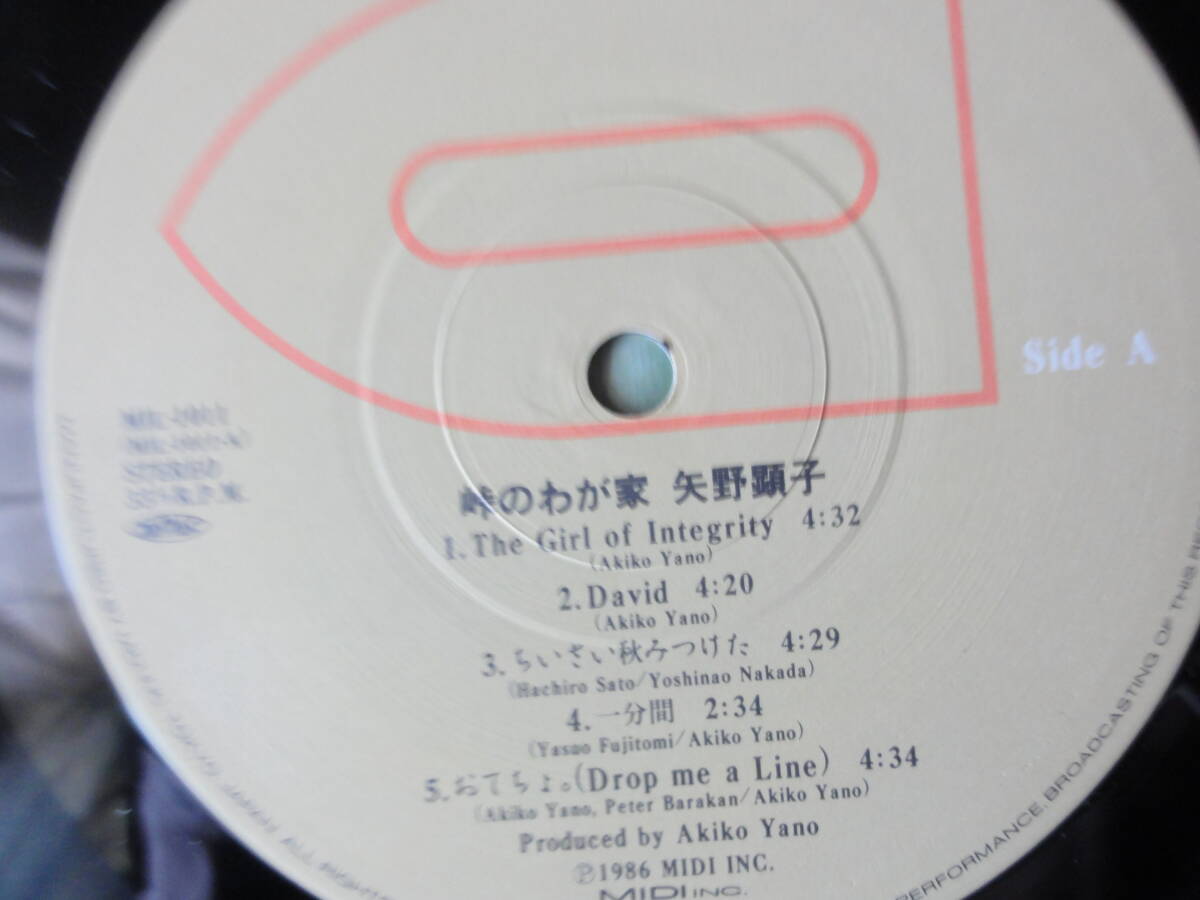 Side A
STEREO
峠のわが家 矢野顕子
1. The Girl of Integrity 4:32
(Akiko Yano)
2. David 4:20
(Akiko Yano)
3. ちいさい秋みつけた 4:29
(Hachiro Sato/Yoshinao Nakada)
4. 一分間 2:34
(Yasuo Fujitomi/Akiko Yano)
5. おてちょ。(Drop me a Line) 4:34
(Akiko Yano, Peter Barakan/Akiko Yano)
Produced by Akiko Yano
Ⓟ1986 MIDI INC.
MIDI INC.
PERFORMANCE, BROADCASTING OF THIS